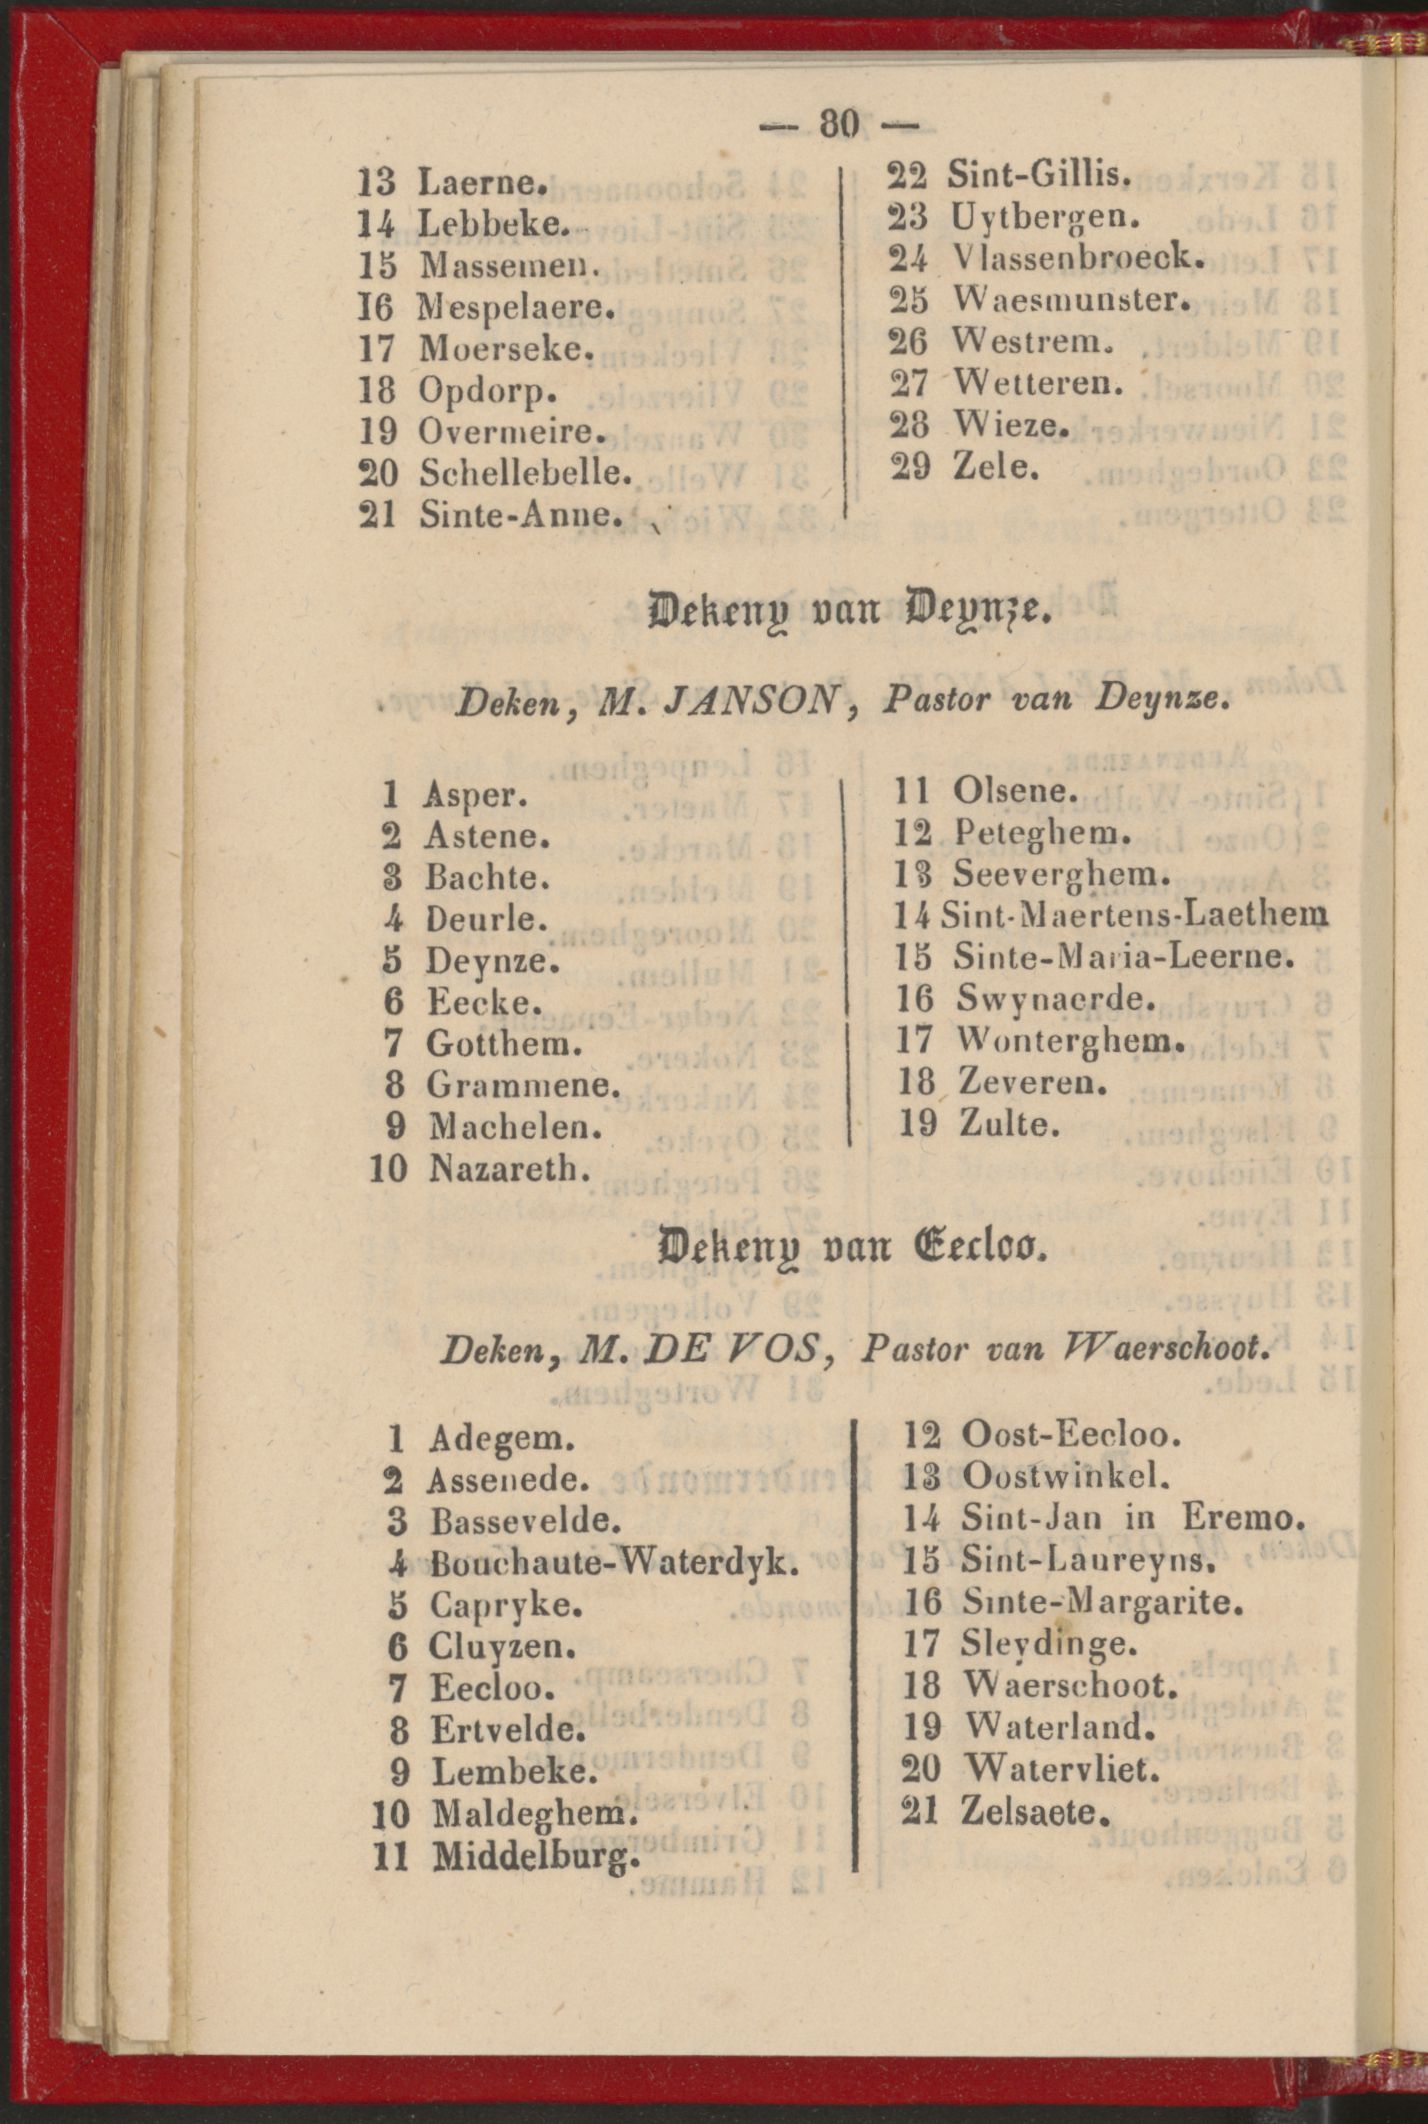 — 80 —
13 Laerne.
14 Lebbeke.
15 Massemen.
16 Mespelaere.
17 Moerseke.
18 Opdorp.
19 Overmeire.
20 Schellebelle.
21 Sinte-Anne.
22 Sint-Gillis.
23 Uytbergen.
24 Vlassenbroeck.
25 Waesmunster.
26 Westrem.
27 Wetteren.
28 Wieze.
29 Zele.
Dekeny van Deynze.
Deken, M. JANSON, Pastor van Deynze.
1 Asper.
2 Astene.
3 Bachte.
4 Deurle.
5 Deynze.
6 Eecke.
7 Gotthem.
8 Grammene.
9 Machelen.
10 Nazareth.
11 Olsene.
12 Peteghem.
13 Seeverghem.
14 Sint-Maertens-Laethem
15 Sinte-Maria-Leerne.
16 Swynaerde.
17 Wonterghem.
18 Zeveren.
19 Zulte.
Dekeny van Eecloo.
Deken, M. DE VOS, Pastor van Waerschoot.
1 Adegem.
2 Assenede.
3 Bassevelde.
4 Bouchaute-Waterdyk.
5 Capryke.
6 Cluyzen.
7 Eecloo.
8 Ertvelde.
9 Lembeke.
10 Maldeghem.
11 Middelburg.
12 Oost-Eecloo.
13 Oostwinkel.
14 Sint-Jan in Eremo.
15 Sint-Laureyns.
16 Sinte-Margarite.
17 Sleydinge.
18 Waerschoot.
19 Waterland.
20 Watervliet.
21 Zelsaete.